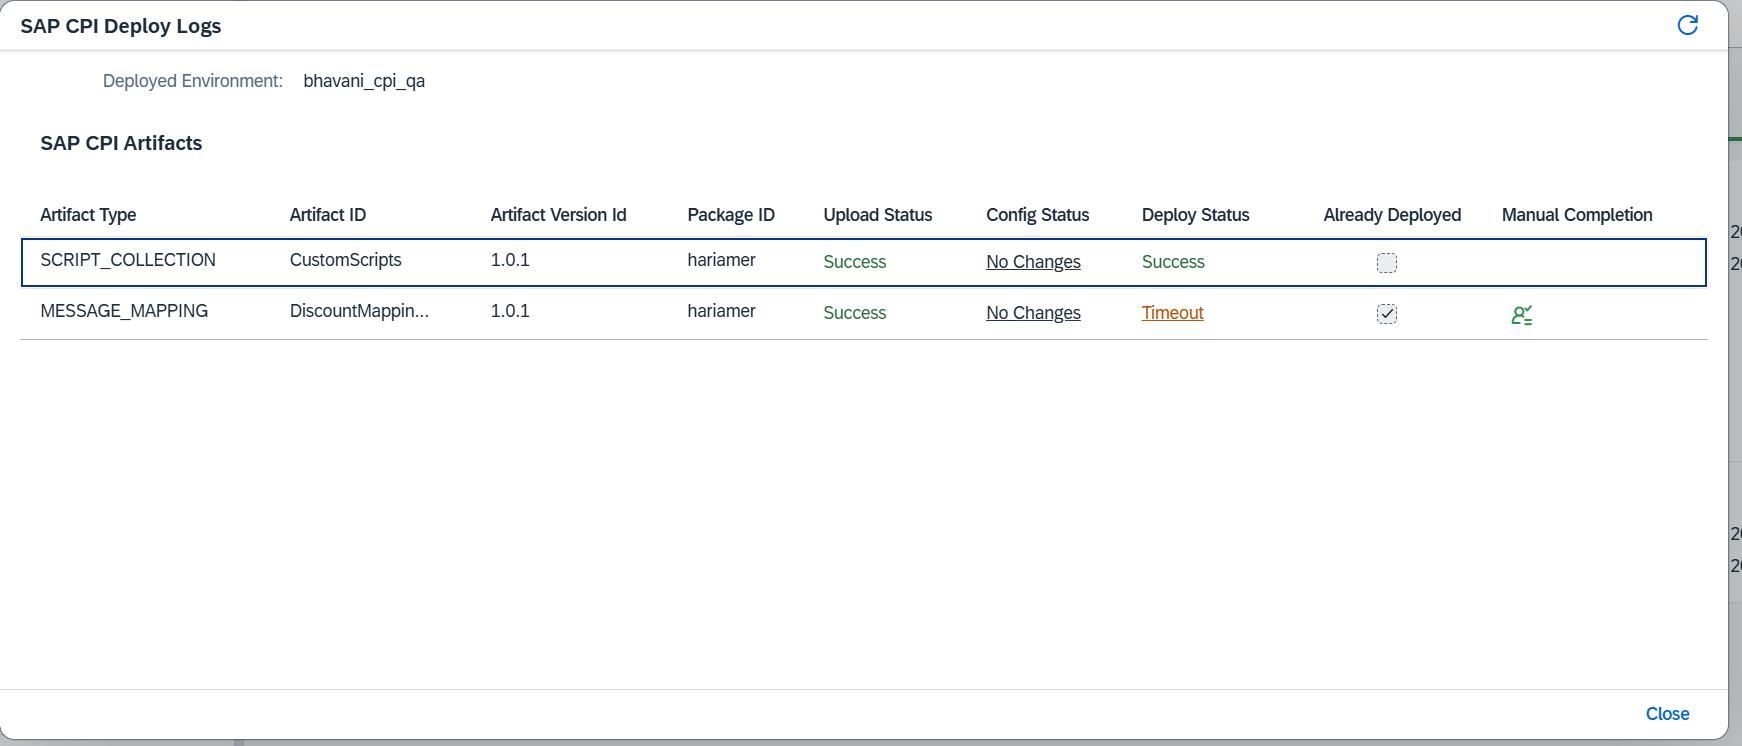 SAP CPI Deploy Logs
Deployed Environment: bhavani_cpi_qa
SAP CPI Artifacts
Artifact Type Artifact ID Artifact Version Id Package ID Upload Status Config Status Deploy Status Already Deployed Manual Completion
SCRIPT_COLLECTION CustomScripts 1.0.1 hariamer Success No Changes Success
MESSAGE_MAPPING DiscountMappin... 1.0.1 hariamer Success No Changes Timeout
Close